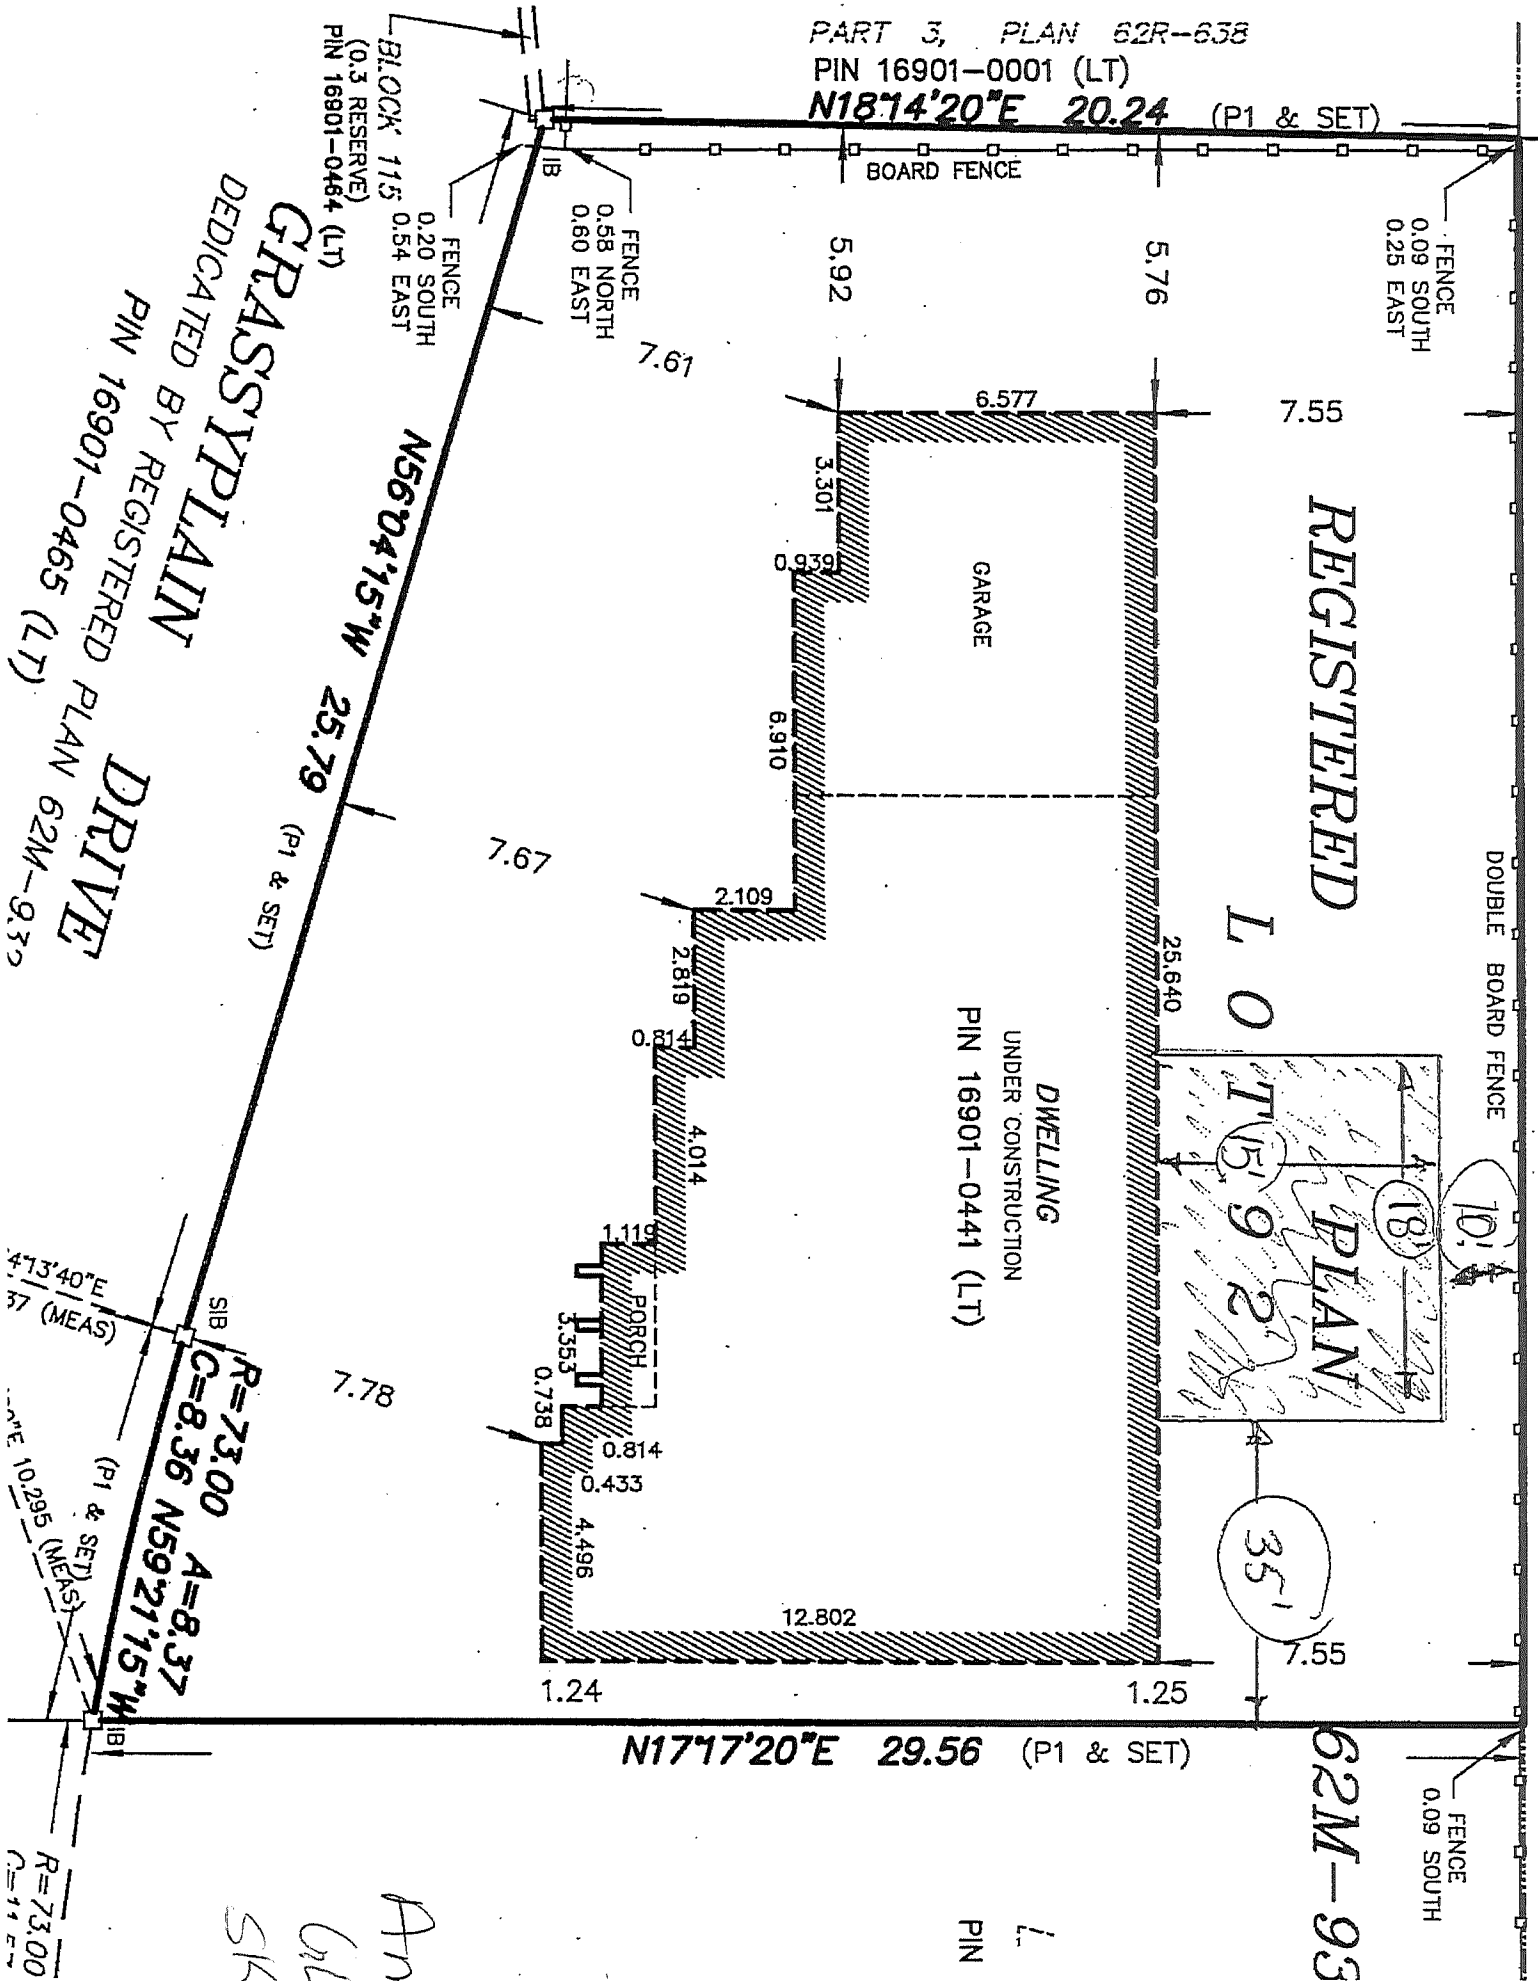 PART 3, PLAN 62R-638
PIN 16901-0001 (LT)
N18°14'20"E 20.24 (P1 & SET)
BOARD FENCE
BLOCK 115
(0.3 RESERVE)
PIN 16901-0464 (LT)
IB
FENCE
0.20 SOUTH
0.54 EAST
FENCE
0.58 NORTH
0.60 EAST
FENCE
0.09 SOUTH
0.25 EAST
5.92
5.76
7.61
6.577
7.55
3.301
0.939
GARAGE
6.910
REGISTERED
PLAN
62M-93
LOT 92
DOUBLE BOARD FENCE
GRASSYPLAIN DRIVE
DEDICATED BY REGISTERED PLAN 62M-93
PIN 16901-0465 (LT)
N56°04'15"W 25.79 (P1 & SET)
7.67
2.109
2.819
0.814
25.640
DWELLING
UNDER CONSTRUCTION
PIN 16901-0441 (LT)
4.014
1.119
PORCH
3.353
0.738
0.814
0.433
4.496
12.802
15'
18'
10'
35'
7.55
7.78
SIB
4°13'40"E
37 (MEAS)
R=73.00 A=8.37
C=8.36 N59°21'15"W
(P1 & SET)
"E 10.295 (MEAS)
IB
1.24
1.25
N17°17'20"E 29.56 (P1 & SET)
FENCE
0.09 SOUTH
PIN
R=73.00